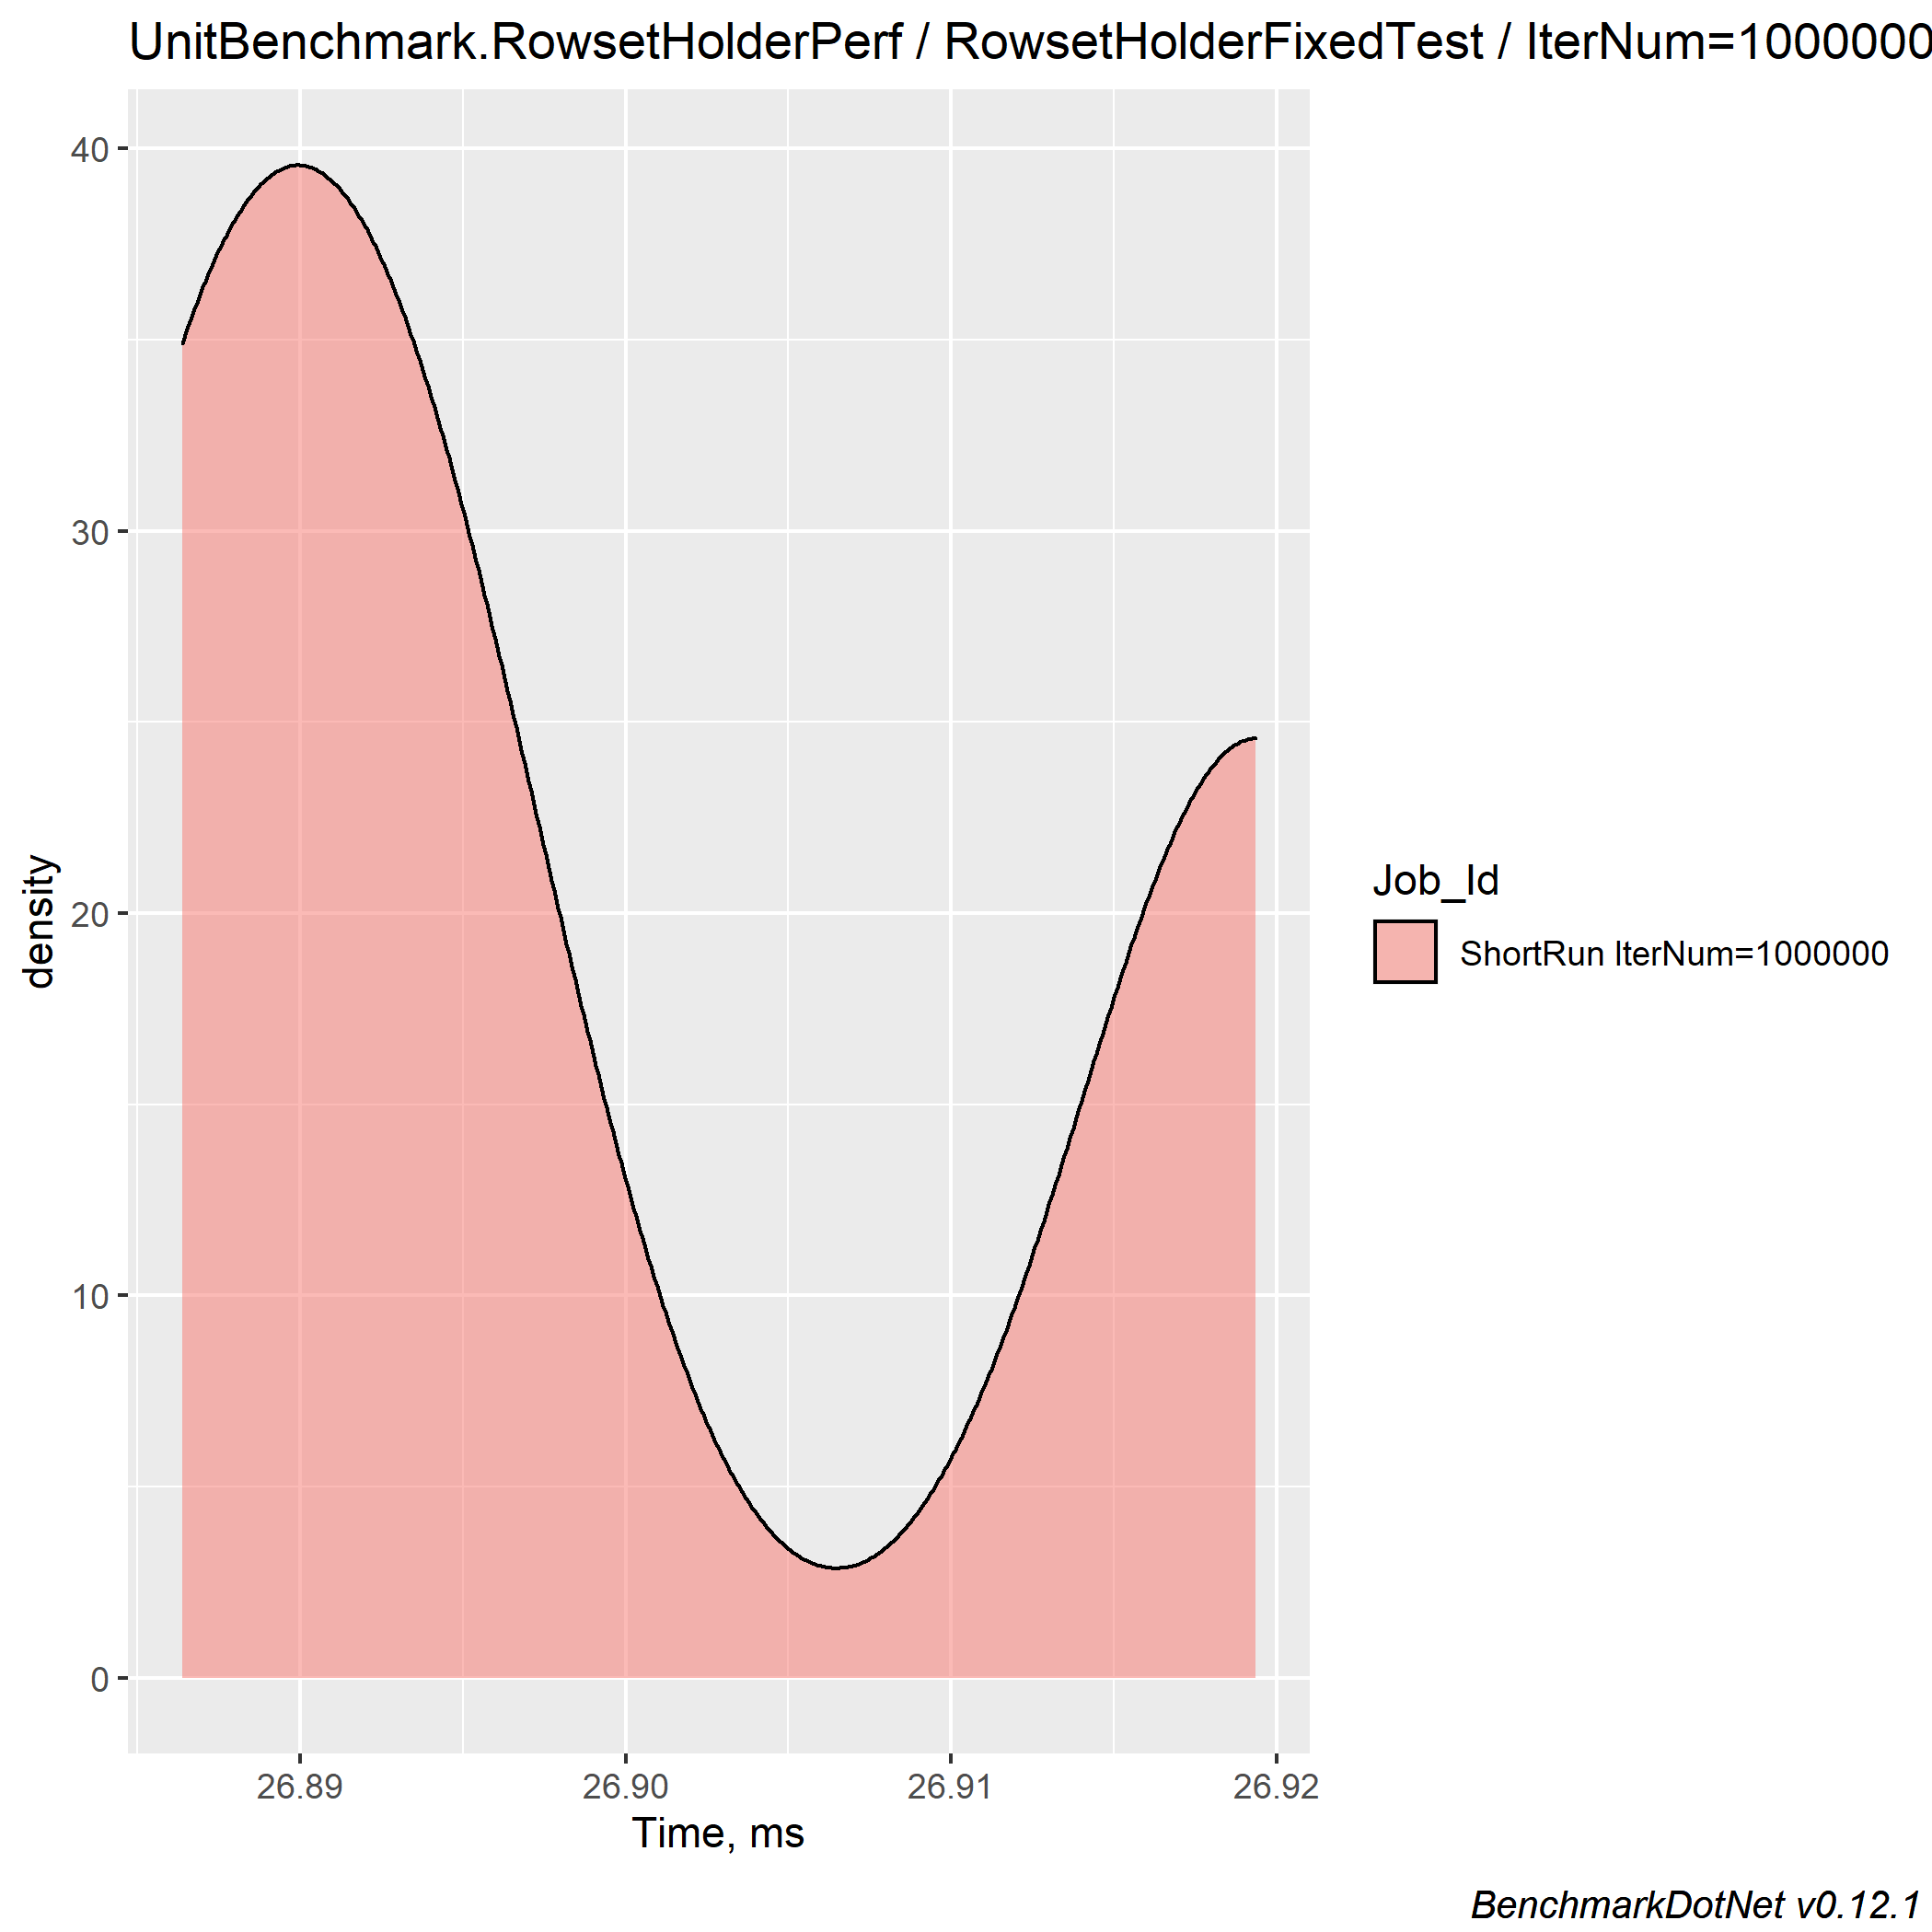 UnitBenchmark.RowsetHolderPerf / RowsetHolderFixedTest / IterNum=1000000
40
30
20
10
0
density
26.89 26.90 26.91 26.92
Time, ms
Job_Id
ShortRun IterNum=1000000
BenchmarkDotNet v0.12.1